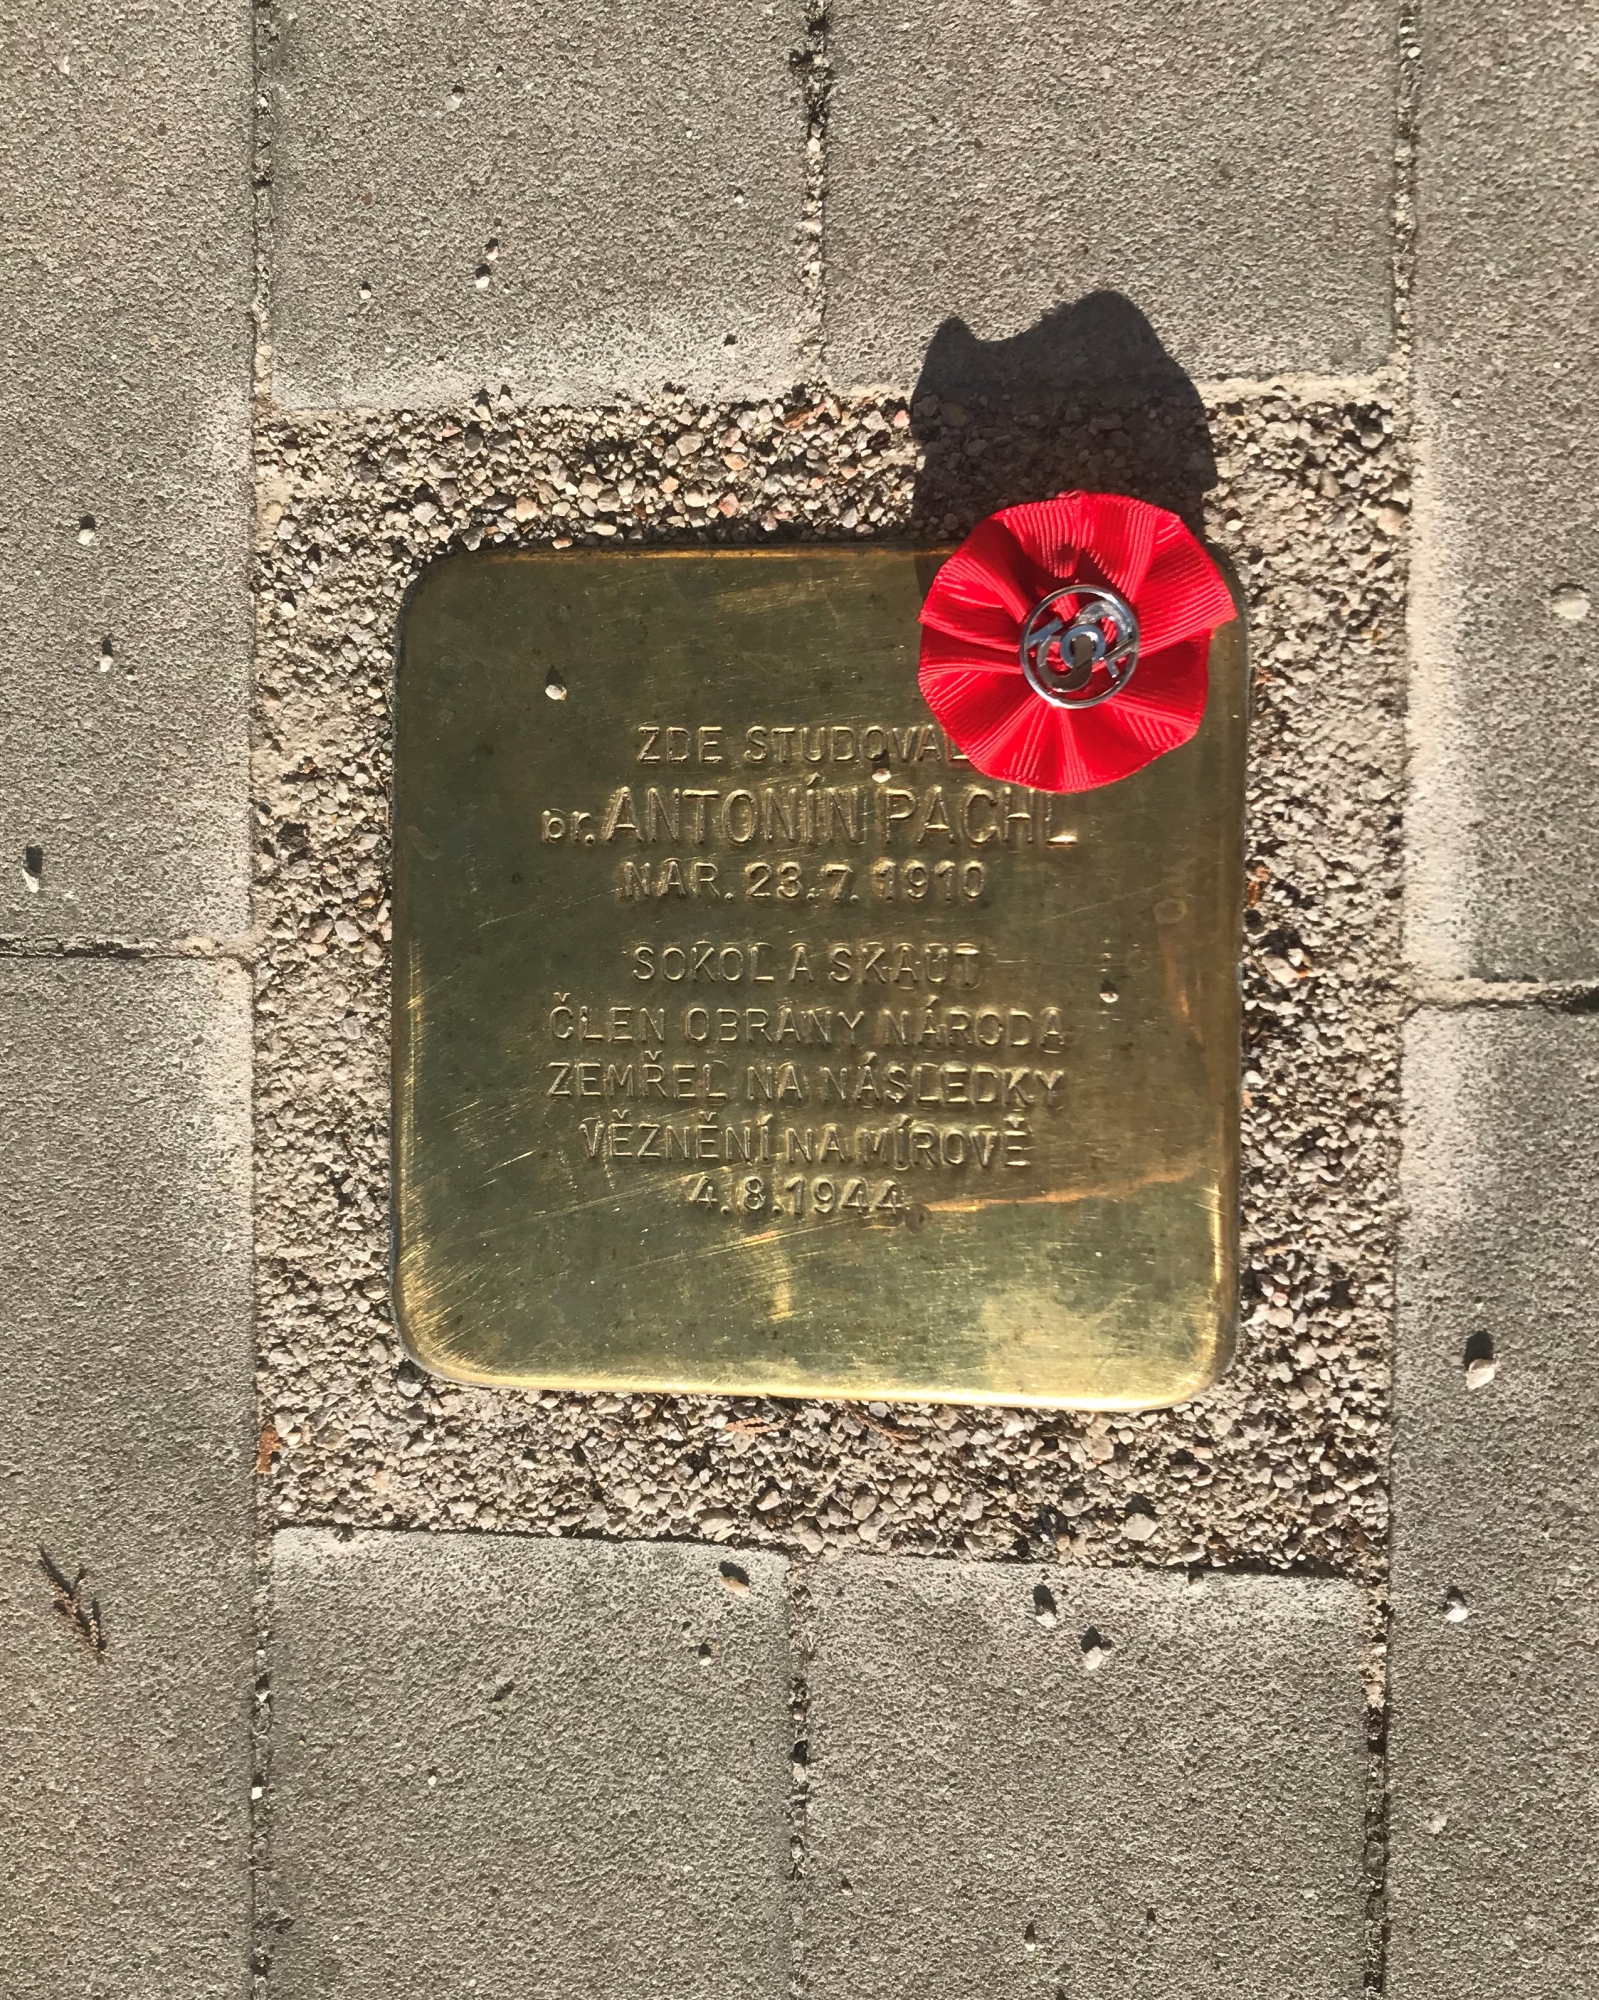 ZDE STUDOVAL
br. ANTONÍN PACHL
NAR. 23.7. 1910
SOKOL A SKAUT
ČLEN OBRANY NÁRODA
ZEMŘEL NA NÁSLEDKY
VĚZNĚNÍ NA MÍROVĚ
4.8.1944